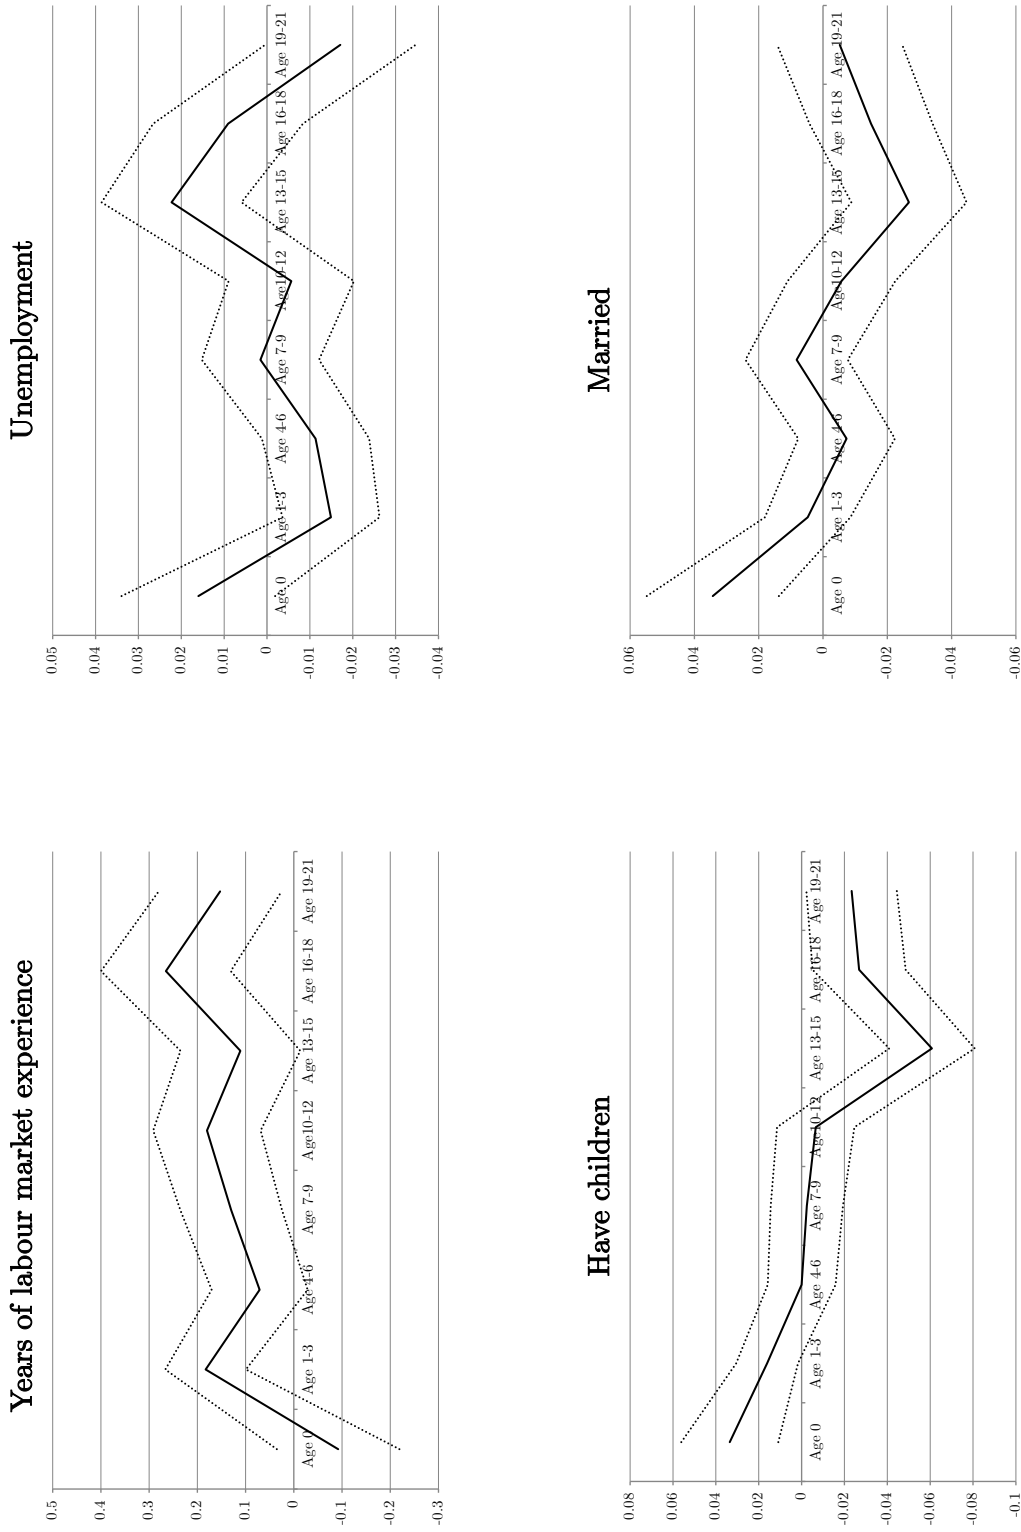 Years of labour market experience
0.5
0.4
0.3
0.2
0.1
0
-0.1
-0.2
-0.3
Age 0
Age 1-3
Age 4-6
Age 7-9
Age10-12
Age 13-15
Age 16-18
Age 19-21
Unemployment
0.05
0.04
0.03
0.02
0.01
0
-0.01
-0.02
-0.03
-0.04
Age 0
Age 1-3
Age 4-6
Age 7-9
Age10-12
Age 13-15
Age 16-18
Age 19-21
Have children
0.08
0.06
0.04
0.02
0
-0.02
-0.04
-0.06
-0.08
-0.1
Age 0
Age 1-3
Age 4-6
Age 7-9
Age10-12
Age 13-15
Age 16-18
Age 19-21
Married
0.06
0.04
0.02
0
-0.02
-0.04
-0.06
Age 0
Age 1-3
Age 4-6
Age 7-9
Age10-12
Age 13-15
Age 16-18
Age 19-21